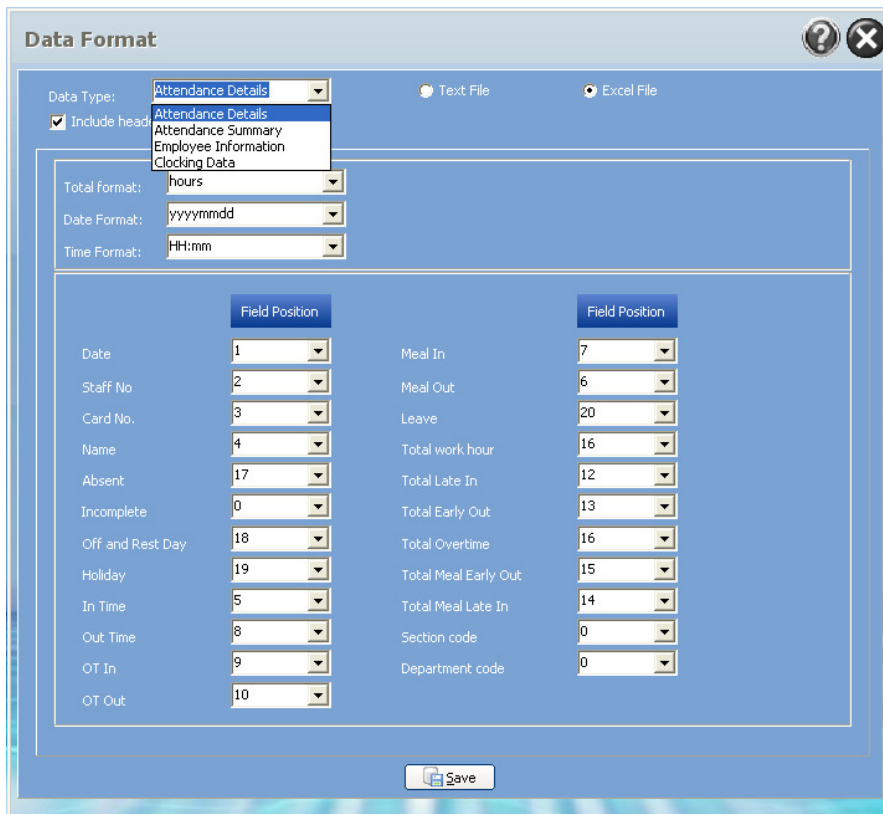 Data Format
Data Type: Attendance Details Text File Excel File
Include heade
Attendance Details
Attendance Summary
Employee Information
Clocking Data
Total format: hours
Date Format: yyyymmdd
Time Format: HH:mm
Field Position Field Position
Date 1 Meal In 7
Staff No 2 Meal Out 6
Card No. 3 Leave 20
Name 4 Total work hour 16
Absent 17 Total Late In 12
Incomplete 0 Total Early Out 13
Off and Rest Day 18 Total Overtime 16
Holiday 19 Total Meal Early Out 15
In Time 5 Total Meal Late In 14
Out Time 8 Section code 0
OT In 9 Department code 0
OT Out 10
Save